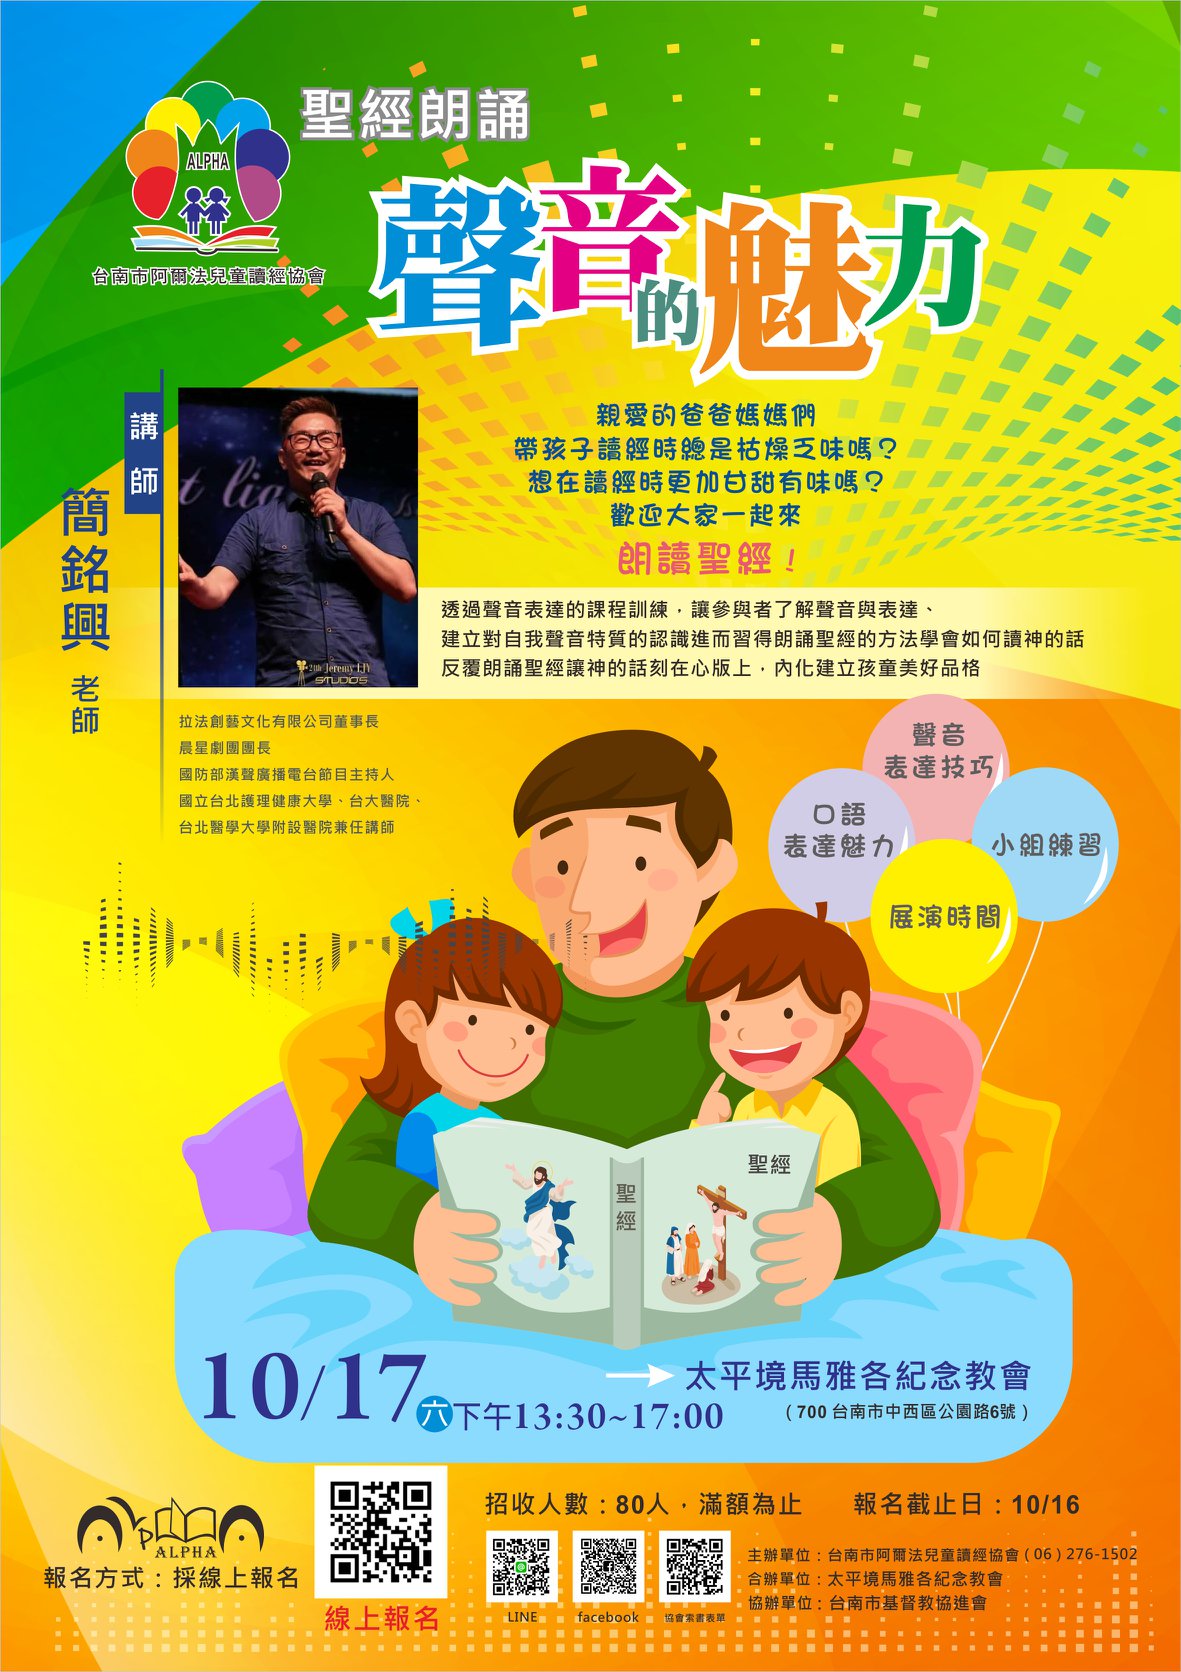 聖經朗誦
ALPHA
台南市阿爾法兒童讀經協會
聲音的魅力
講師
簡銘興 老師
24th Jeremy LIN
STUDIOS
親愛的爸爸媽媽們
帶孩子讀經時總是枯燥乏味嗎?
想在讀經時更加甘甜有味嗎?
歡迎大家一起來
朗讀聖經!
透過聲音表達的課程訓練,讓參與者了解聲音與表達、
建立對自我聲音特質的認識進而習得朗誦聖經的方法學會如何讀神的話
反覆朗誦聖經讓神的話刻在心版上,內化建立孩童美好品格
拉法創藝文化有限公司董事長
晨星劇團團長
國防部漢聲廣播電台節目主持人
國立台北護理健康大學、台大醫院、
台北醫學大學附設醫院兼任講師
聲音
表達技巧
口語
表達魅力
小組練習
展演時間
聖經
聖經
10/17 六 下午13:30~17:00
太平境馬雅各紀念教會
(700 台南市中西區公園路6號)
ALPHA
報名方式:採線上報名
線上報名
招收人數:80人,滿額為止
報名截止日:10/16
LINE
facebook
協會索書表單
主辦單位:台南市阿爾法兒童讀經協會(06)276-1502
合辦單位:太平境馬雅各紀念教會
協辦單位:台南市基督教協進會